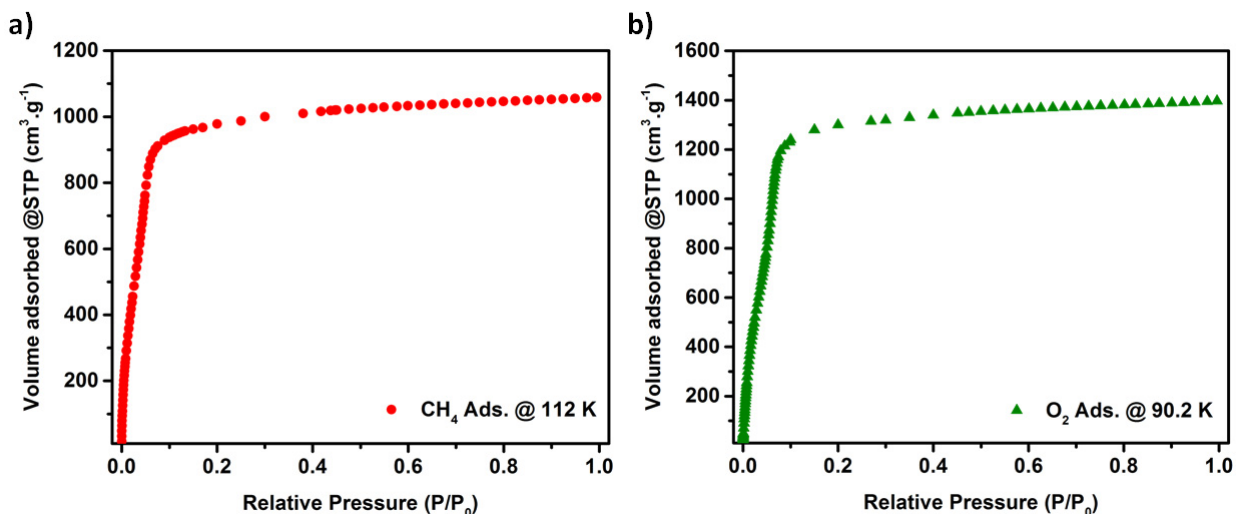 a)
1200
1000
800
600
400
200
0.0 0.2 0.4 0.6 0.8 1.0
Volume adsorbed @STP (cm³.g⁻¹)
Relative Pressure (P/P₀)
CH₄ Ads. @ 112 K
b)
1600
1400
1200
1000
800
600
400
200
0.0 0.2 0.4 0.6 0.8 1.0
Volume adsorbed @STP (cm³.g⁻¹)
Relative Pressure (P/P₀)
O₂ Ads. @ 90.2 K